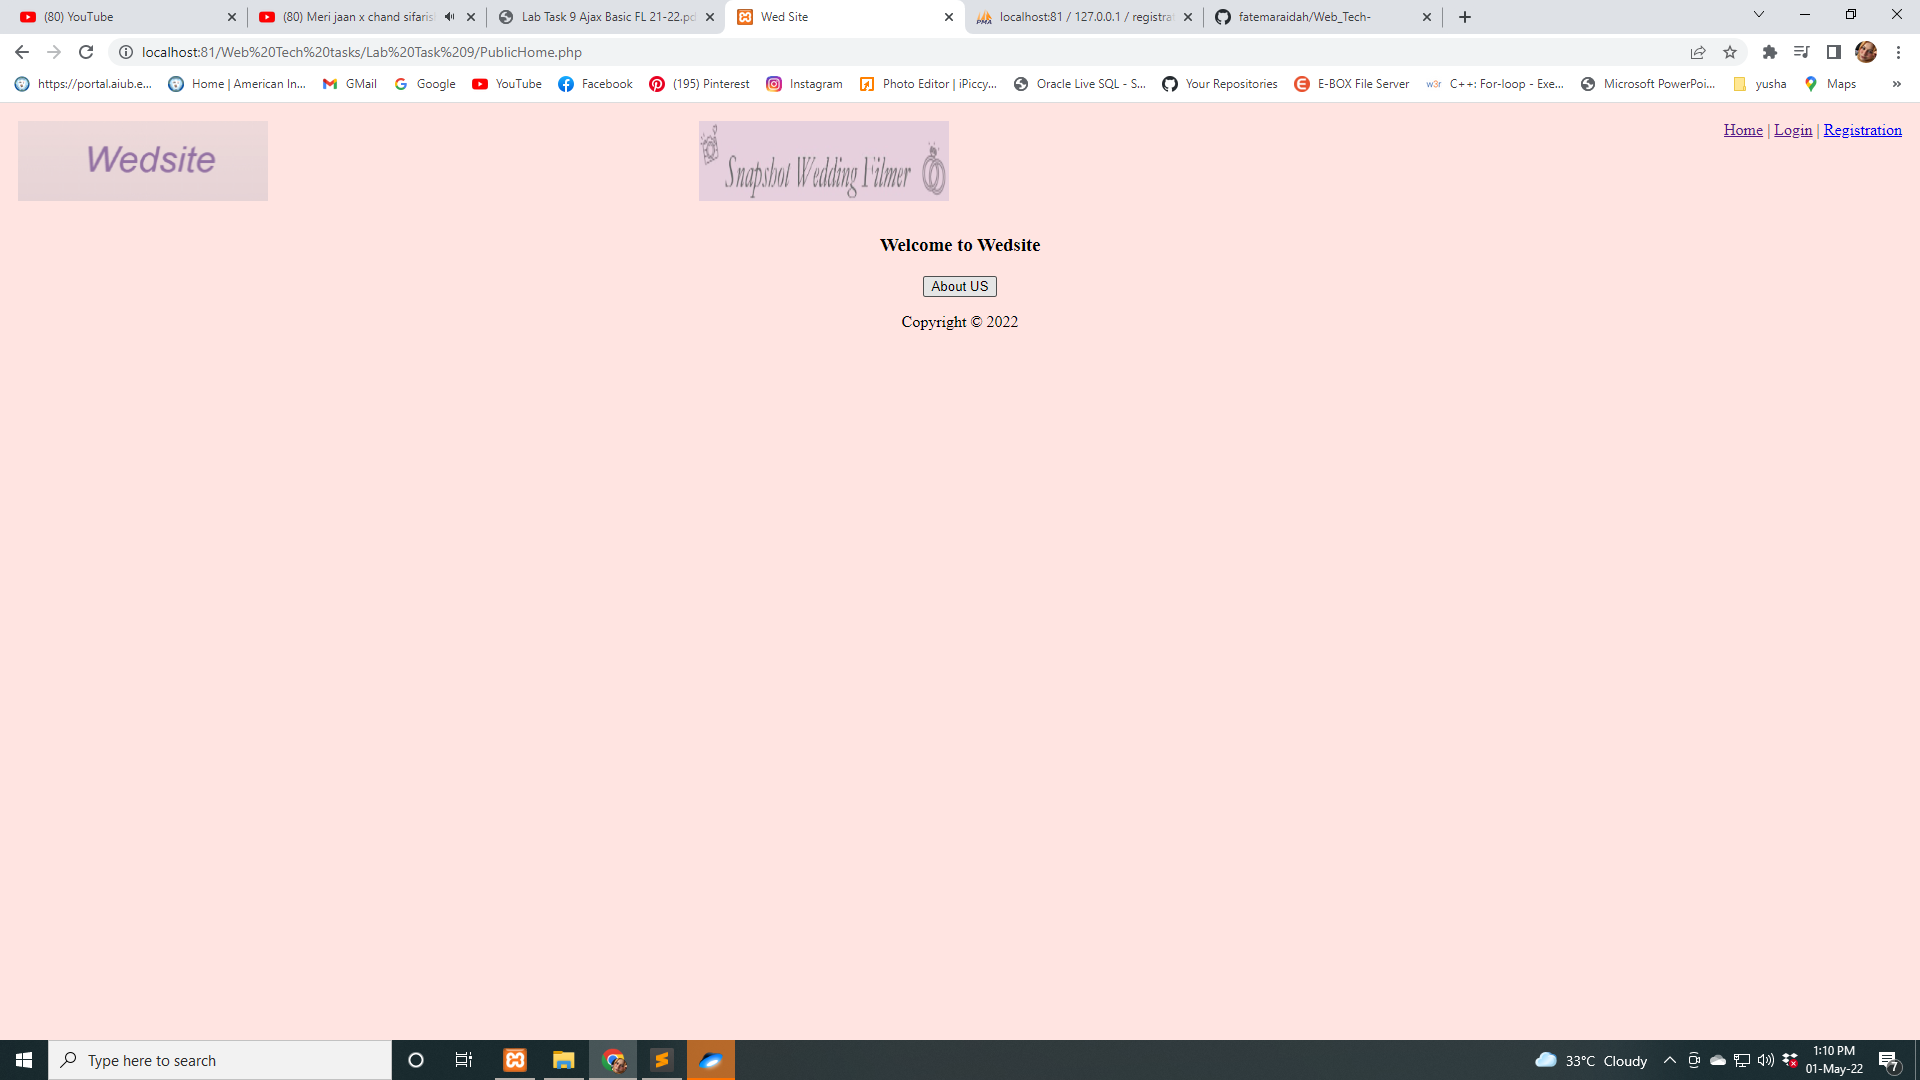 (80) YouTube
(80) Meri jaan x chand sifaris
Lab Task 9 Ajax Basic FL 21-22.pd
Wed Site
localhost:81 / 127.0.0.1 / registra
fatemaraidah/Web_Tech-
localhost:81/Web%20Tech%20tasks/Lab%20Task%209/PublicHome.php
https://portal.aiub.e...
Home | American In...
GMail
Google
YouTube
Facebook
(195) Pinterest
Instagram
Photo Editor | iPiccy...
Oracle Live SQL - S...
Your Repositories
E-BOX File Server
w3r
C++: For-loop - Exe...
Microsoft PowerPoi...
yusha
Maps
»
Wedsite
Snapshot Wedding Filmer
Home | Login | Registration
Welcome to Wedsite
About US
Copyright © 2022
Type here to search
33°C Cloudy
1:10 PM
01-May-22
7